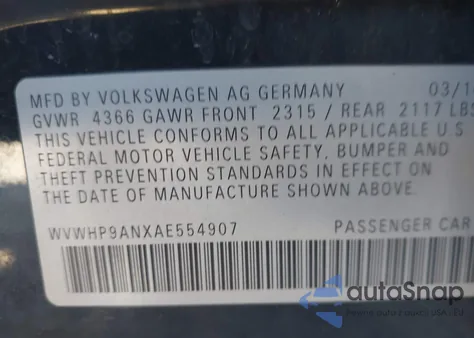 MFD BY VOLKSWAGEN AG GERMANY 03/1
GVWR 4366 GAWR FRONT 2315 / REAR 2117 LBS
THIS VEHICLE CONFORMS TO ALL APPLICABLE U.S
FEDERAL MOTOR VEHICLE SAFETY, BUMPER AND
THEFT PREVENTION STANDARDS IN EFFECT ON
THE DATE OF MANUFACTURE SHOWN ABOVE.
WVWHP9ANXAE554907 PASSENGER CAR
autoSnap